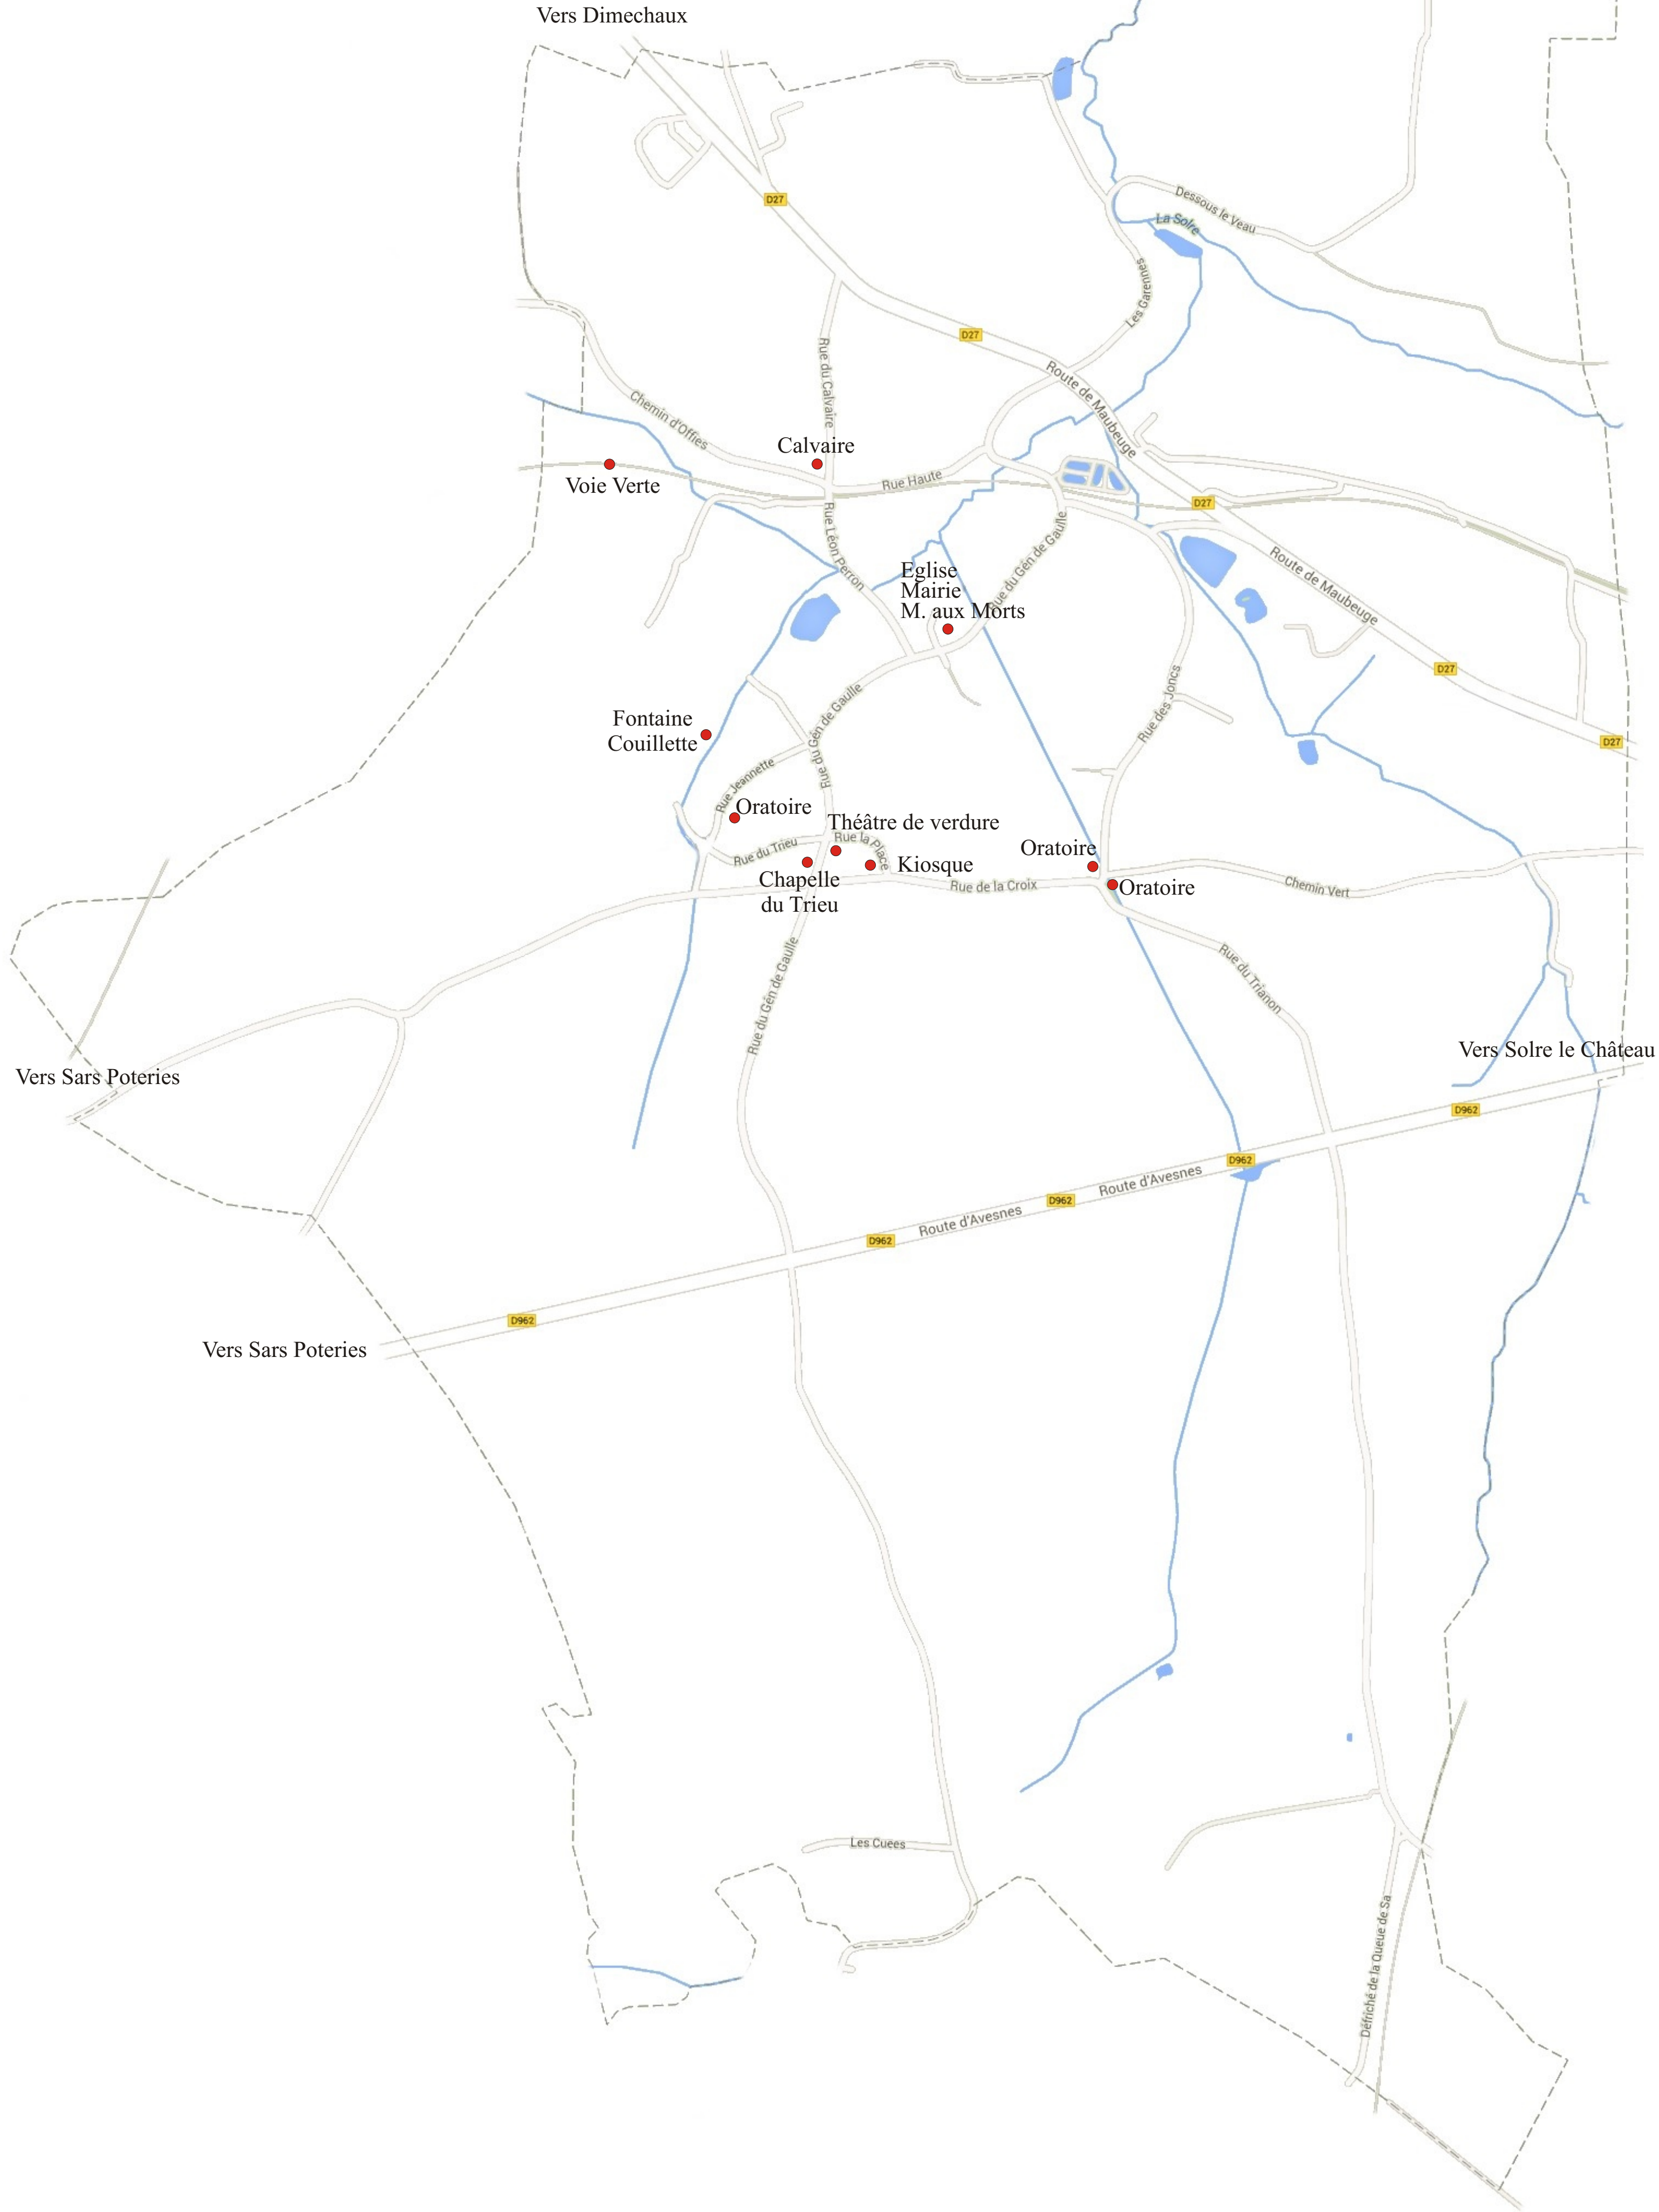 Vers Dimechaux
D27
Dessous le Veau
La Solre
Les Garennes
D27
Rue du Calvaire
Route de Maubeuge
Chemin d'Offies
Calvaire
Voie Verte
Rue Haute
D27
Rue Léon Perron
Rue du Gén de Gaulle
Route de Maubeuge
Eglise
Mairie
M. aux Morts
D27
Rue des Joncs
Fontaine
Couillette
Rue du Gén de Gaulle
D27
Rue Jeannette
Oratoire
Théâtre de verdure
Rue la Place
Rue du Trieu
Oratoire
Kiosque
Chapelle
du Trieu
Rue de la Croix
Oratoire
Chemin Vert
Rue du Gén de Gaulle
Rue du Trianon
Vers Solre le Château
Vers Sars Poteries
D962
D962
Route d'Avesnes
D962
Route d'Avesnes
D962
D962
Vers Sars Poteries
Les Cuees
Défriché de la Queue de Sa